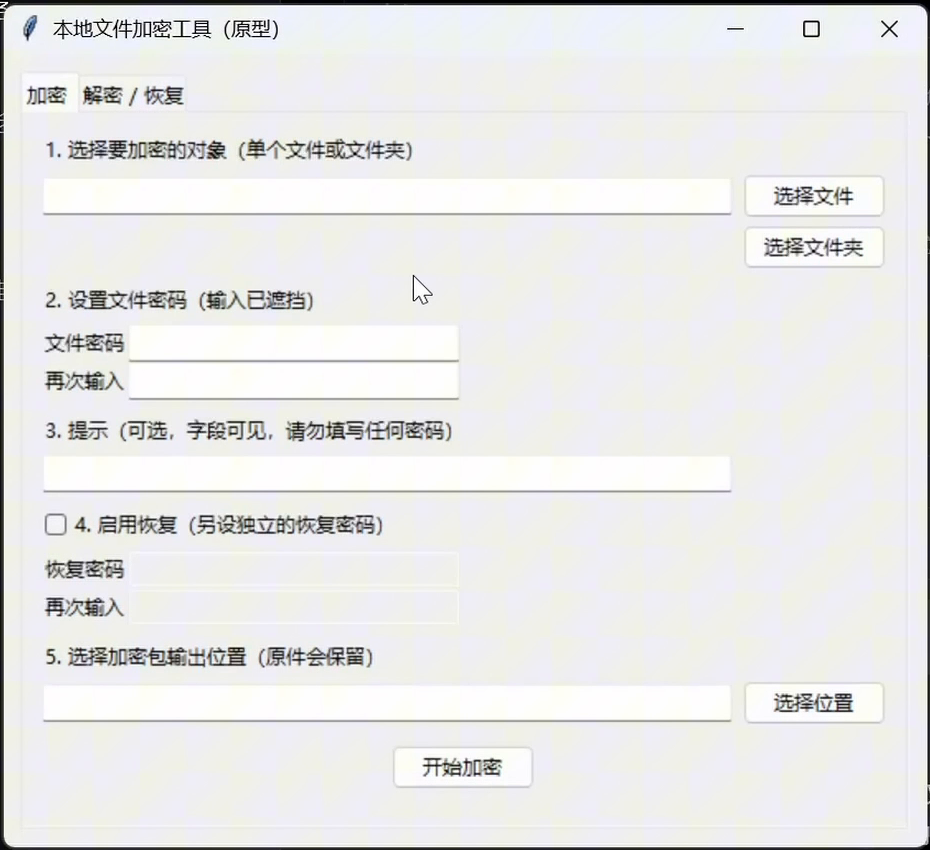 本地文件加密工具（原型）
加密 解密 / 恢复
1. 选择要加密的对象（单个文件或文件夹）
选择文件
选择文件夹
2. 设置文件密码（输入已遮挡）
文件密码
再次输入
3. 提示（可选，字段可见，请勿填写任何密码）
4. 启用恢复（另设独立的恢复密码）
恢复密码
再次输入
5. 选择加密包输出位置（原件会保留）
选择位置
开始加密